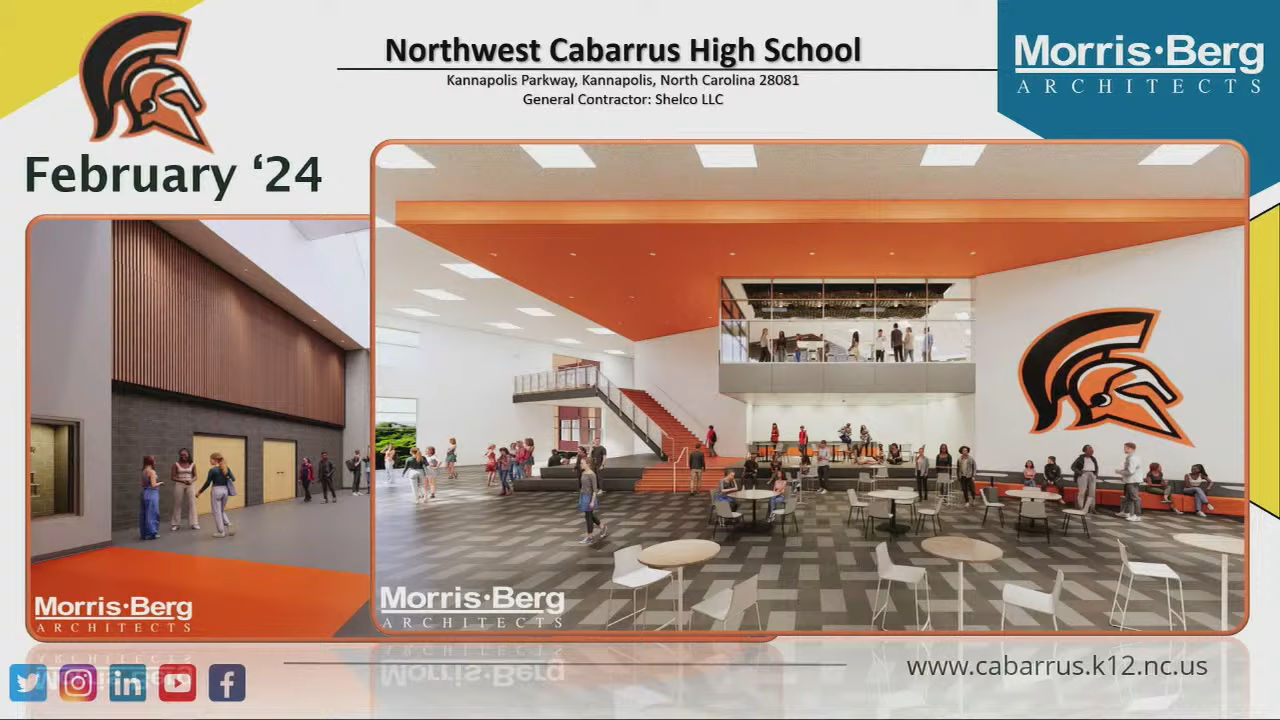 Northwest Cabarrus High School
Kannapolis Parkway, Kannapolis, North Carolina 28081
General Contractor: Shelco LLC
Morris·Berg
ARCHITECTS
February ‘24
Morris·Berg
ARCHITECTS
Morris·Berg
ARCHITECTS
www.cabarrus.k12.nc.us